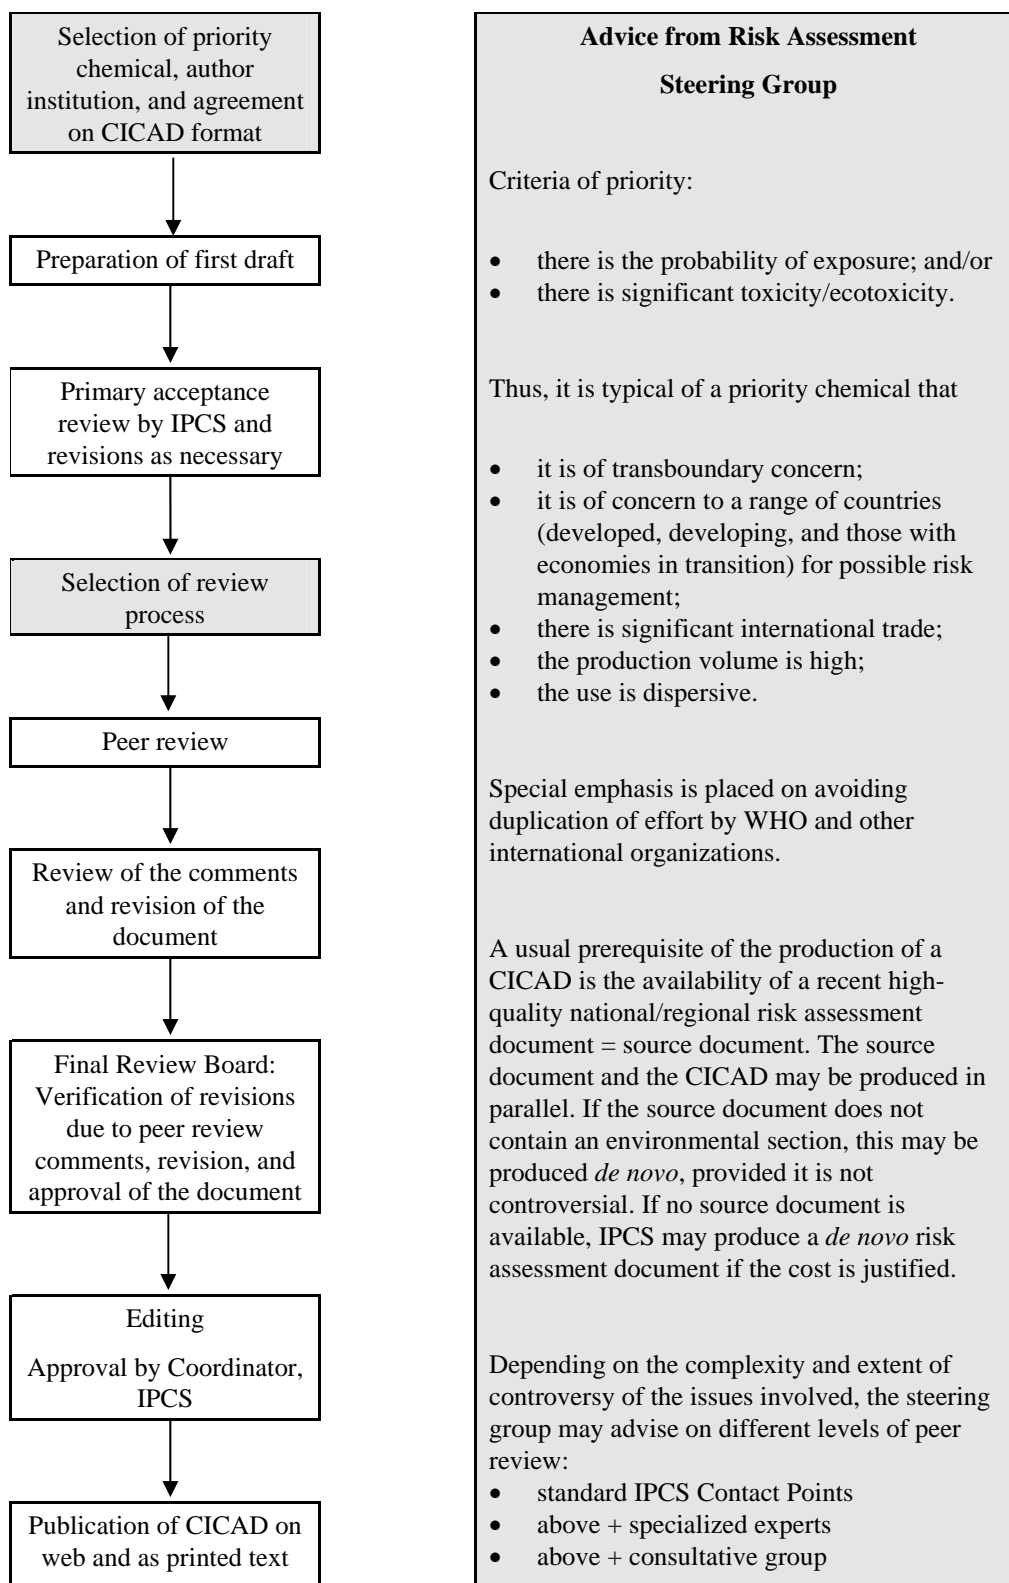 Selection of priority
chemical, author
institution, and agreement
on CICAD format
Preparation of first draft
Primary acceptance
review by IPCS and
revisions as necessary
Selection of review
process
Peer review
Review of the comments
and revision of the
document
Final Review Board:
Verification of revisions
due to peer review
comments, revision, and
approval of the document
Editing
Approval by Coordinator,
IPCS
Publication of CICAD on
web and as printed text
Advice from Risk Assessment
Steering Group
Criteria of priority:
• there is the probability of exposure; and/or
• there is significant toxicity/ecotoxicity.
Thus, it is typical of a priority chemical that
• it is of transboundary concern;
• it is of concern to a range of countries
(developed, developing, and those with
economies in transition) for possible risk
management;
• there is significant international trade;
• the production volume is high;
• the use is dispersive.
Special emphasis is placed on avoiding
duplication of effort by WHO and other
international organizations.
A usual prerequisite of the production of a
CICAD is the availability of a recent high-
quality national/regional risk assessment
document = source document. The source
document and the CICAD may be produced in
parallel. If the source document does not
contain an environmental section, this may be
produced de novo, provided it is not
controversial. If no source document is
available, IPCS may produce a de novo risk
assessment document if the cost is justified.
Depending on the complexity and extent of
controversy of the issues involved, the steering
group may advise on different levels of peer
review:
• standard IPCS Contact Points
• above + specialized experts
• above + consultative group